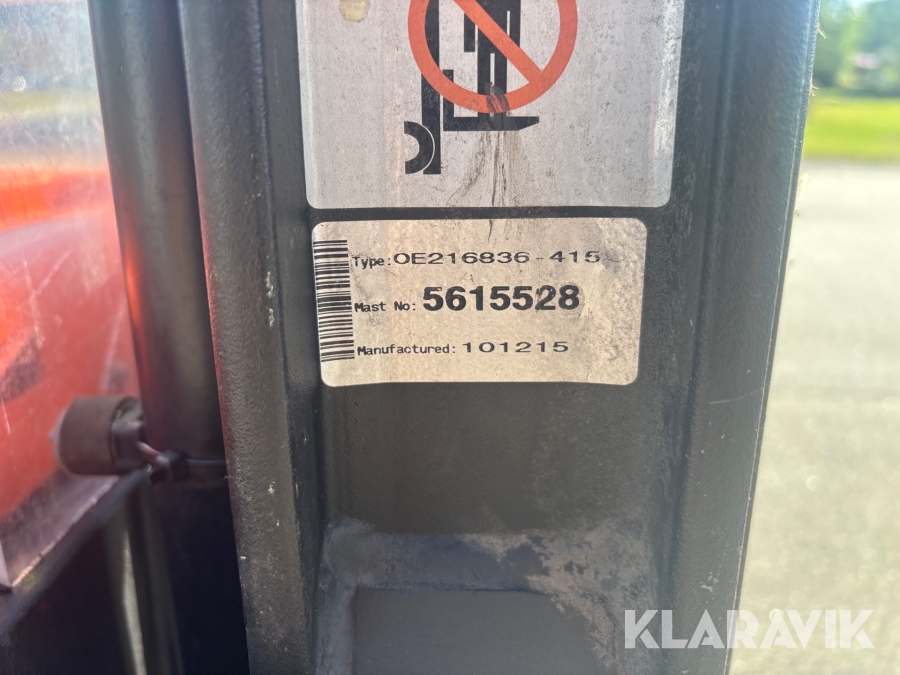 Type:OE216836-415
Mast No: 5615528
Manufactured: 101215
KLARAVIK